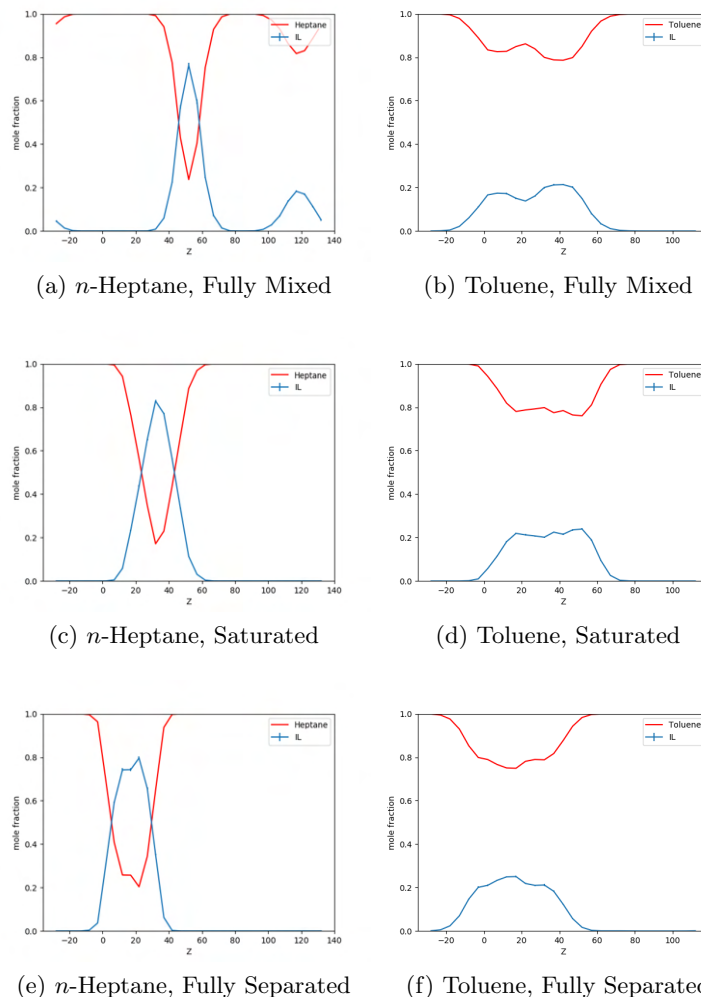 1.0
0.8
0.6
0.4
0.2
0.0
mole fraction
Heptane
IL
−20 0 20 40 60 80 100 120 140
Z
(a) n-Heptane, Fully Mixed
1.0
0.8
0.6
0.4
0.2
0.0
mole fraction
Toluene
IL
−20 0 20 40 60 80 100
Z
(b) Toluene, Fully Mixed
1.0
0.8
0.6
0.4
0.2
0.0
mole fraction
Heptane
IL
−20 0 20 40 60 80 100 120 140
Z
(c) n-Heptane, Saturated
1.0
0.8
0.6
0.4
0.2
0.0
mole fraction
Toluene
IL
−20 0 20 40 60 80 100
Z
(d) Toluene, Saturated
1.0
0.8
0.6
0.4
0.2
0.0
mole fraction
Heptane
IL
−20 0 20 40 60 80 100 120 140
Z
(e) n-Heptane, Fully Separated
1.0
0.8
0.6
0.4
0.2
0.0
mole fraction
Toluene
IL
−20 0 20 40 60 80 100
Z
(f) Toluene, Fully Separated